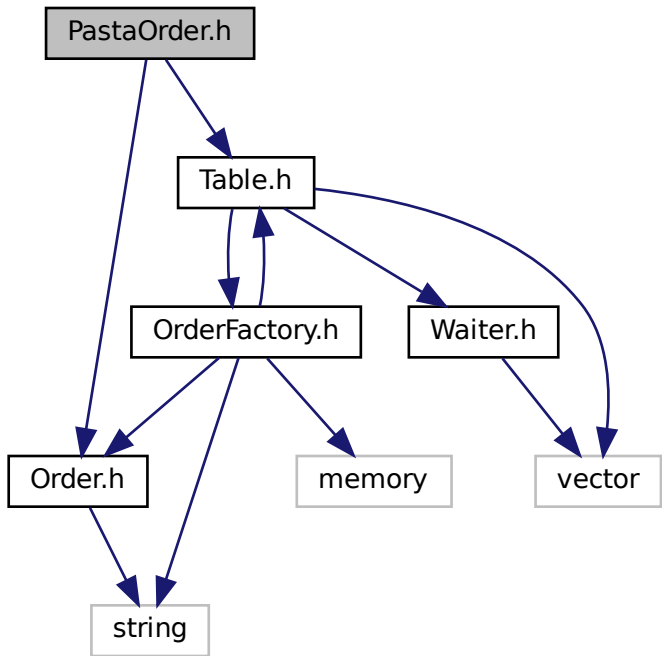 PastaOrder.h
Table.h
OrderFactory.h
Waiter.h
Order.h
memory
vector
string